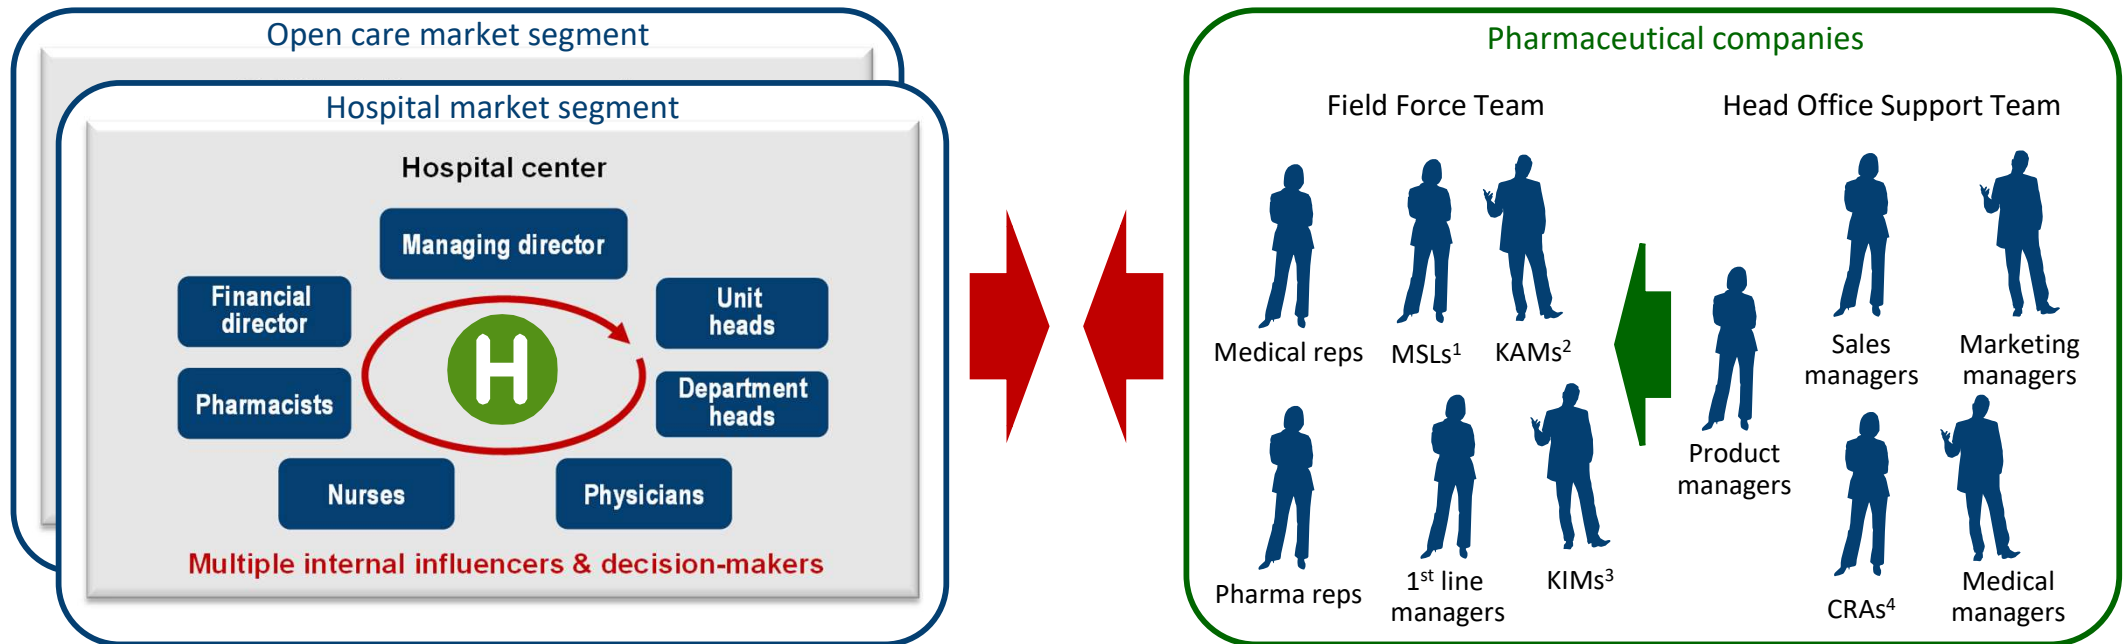 Open care market segment
Hospital market segment
Hospital center
Managing director
Financial
director
Unit
heads
H
Pharmacists
Department
heads
Nurses
Physicians
Multiple internal influencers & decision-makers
Pharmaceutical companies
Field Force Team
Head Office Support Team
Medical reps
MSLs¹
KAMs²
Sales
managers
Marketing
managers
Product
managers
Pharma reps
1st line
managers
KIMs³
CRAs⁴
Medical
managers